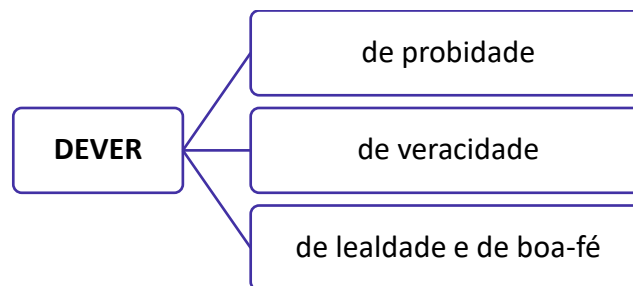 de probidade
DEVER
de veracidade
de lealdade e de boa-fé